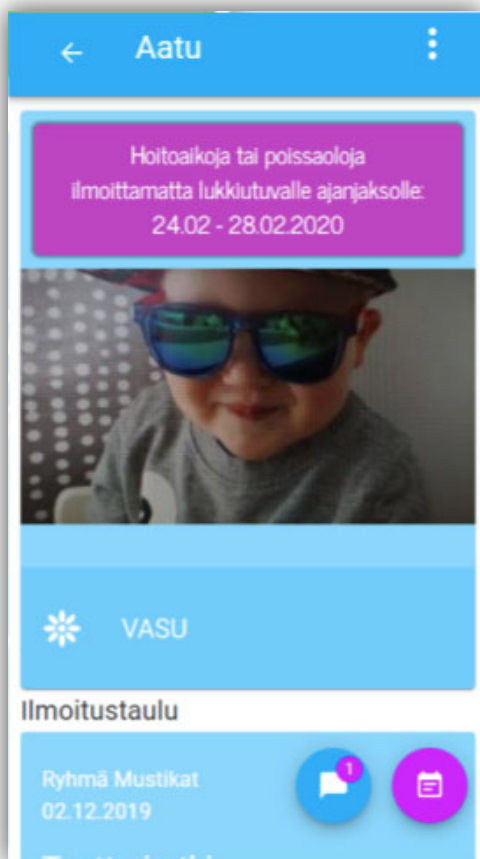 Aatu
Hoitoaikoja tai poissaoloja
ilmoittamatta lukkiutuvalle ajanjaksolle:
24.02 - 28.02.2020
VASU
Ilmoitustaulu
Ryhmä Mustikat
02.12.2019
1